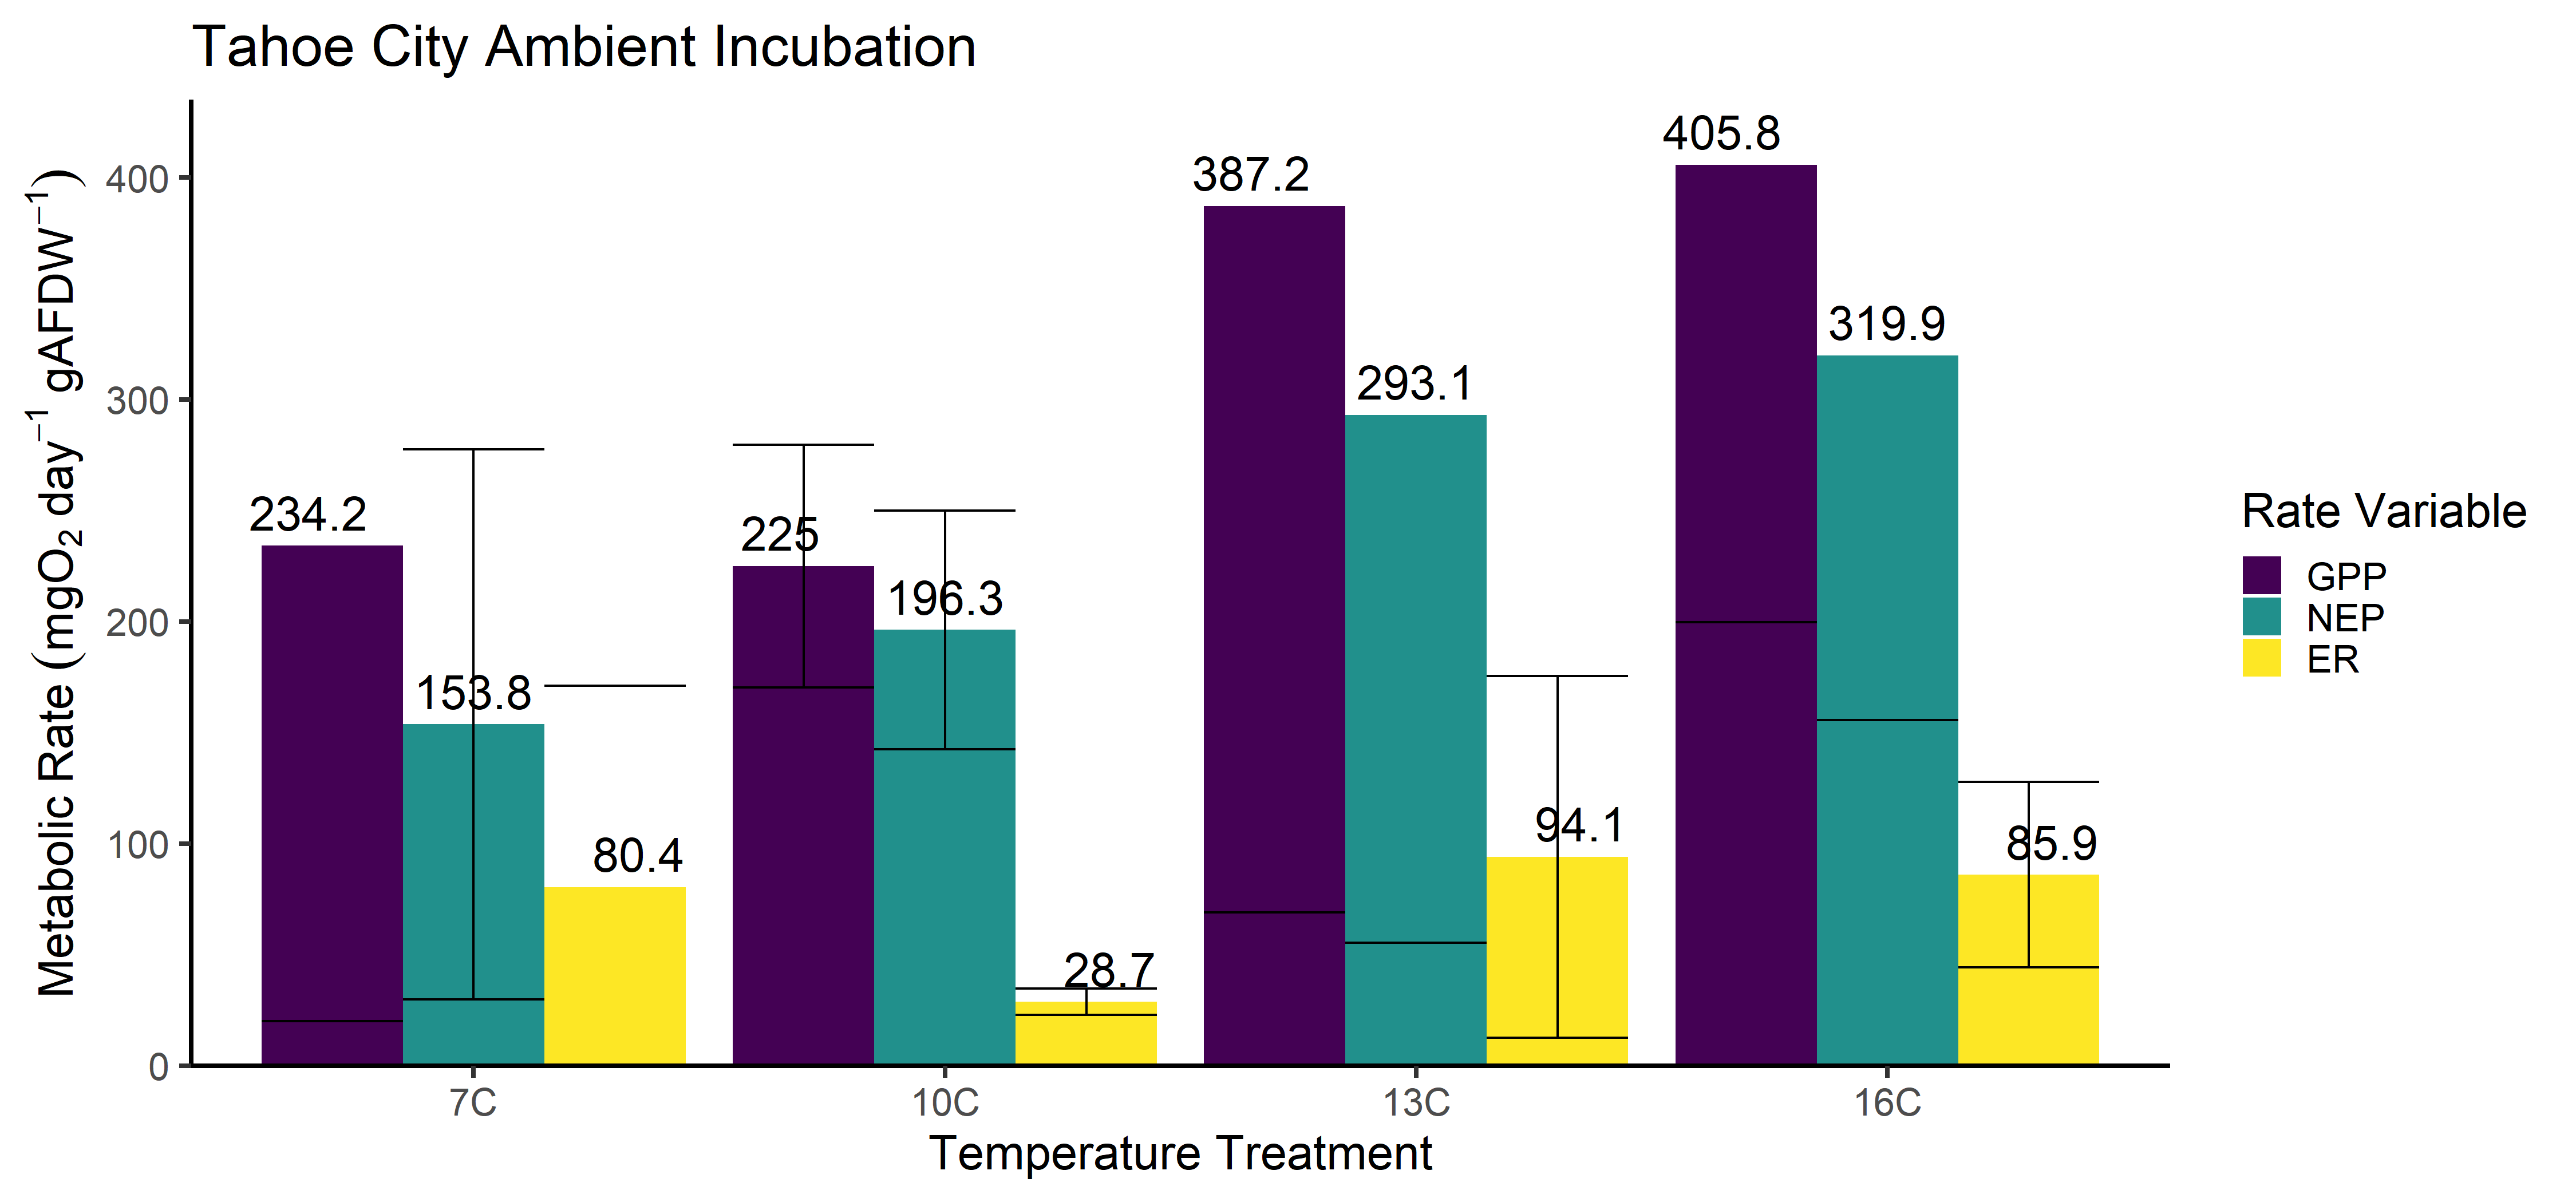 Tahoe City Ambient Incubation
Metabolic Rate (mgO₂ day⁻¹ gAFDW⁻¹)
400
300
200
100
0
234.2
153.8
80.4
225
196.3
28.7
387.2
293.1
94.1
405.8
319.9
85.9
7C
10C
13C
16C
Temperature Treatment
Rate Variable
GPP
NEP
ER